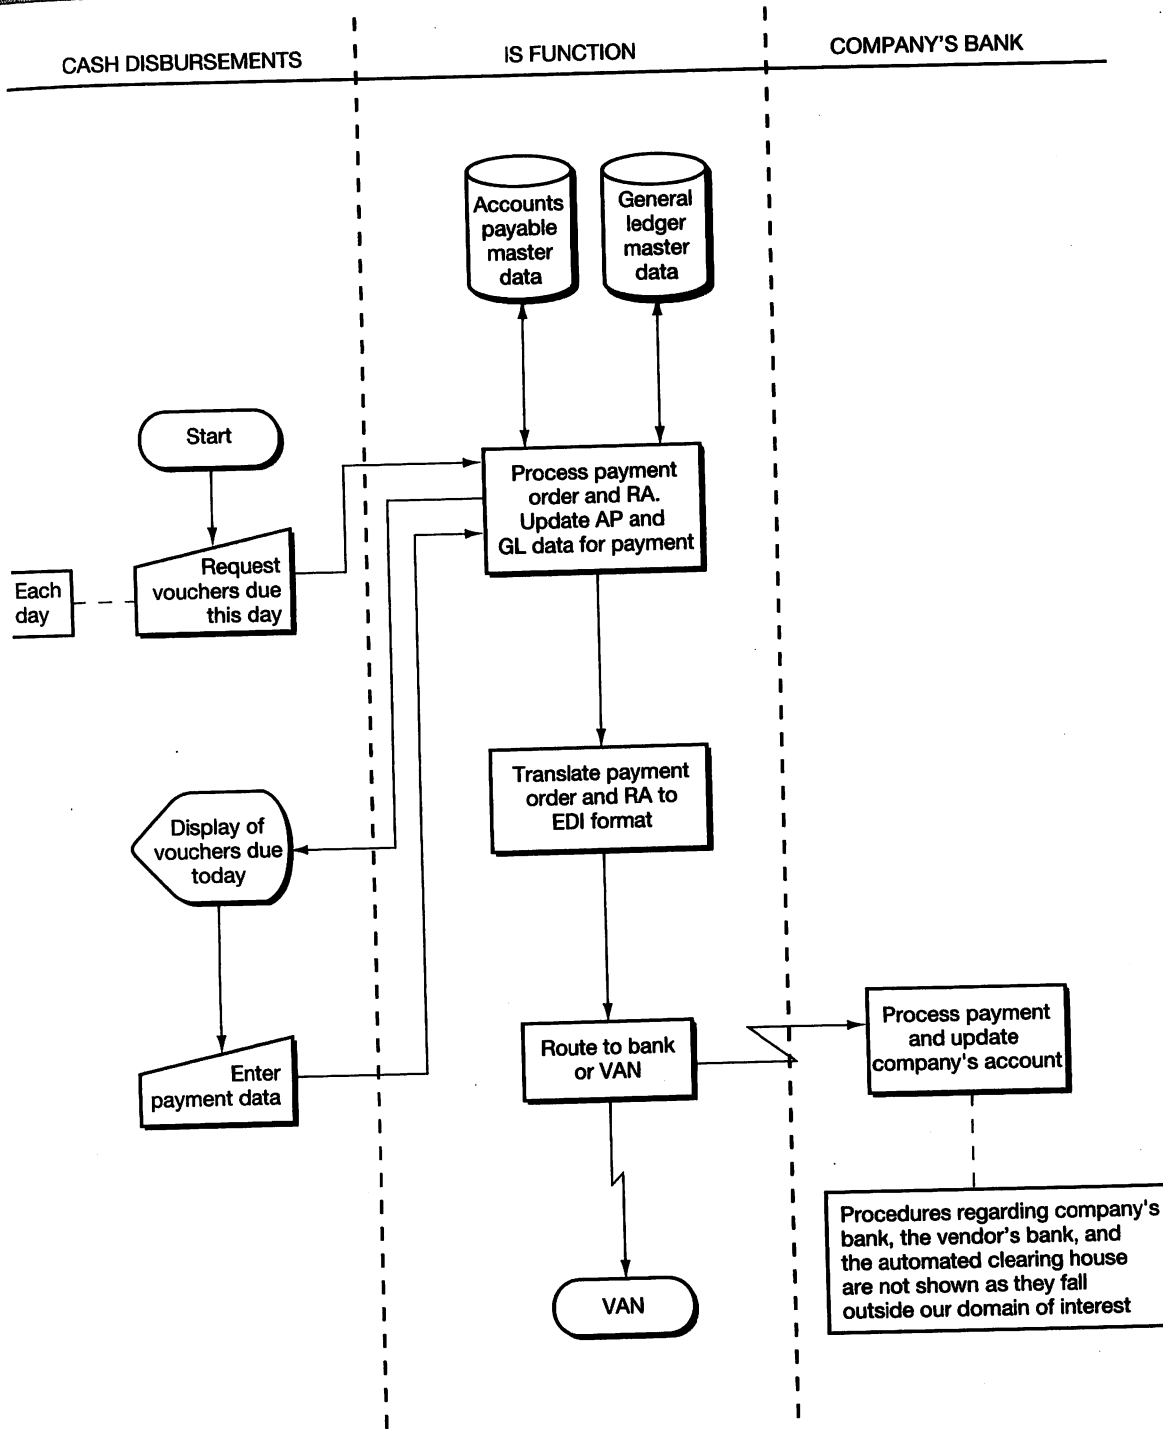 CASH DISBURSEMENTS
IS FUNCTION
COMPANY'S BANK
Accounts
payable
master
data
General
ledger
master
data
Start
Process payment
order and RA.
Update AP and
GL data for payment
Request
vouchers due
this day
Each
day
Translate payment
order and RA to
EDI format
Display of
vouchers due
today
Enter
payment data
Route to bank
or VAN
Process payment
and update
company's account
VAN
Procedures regarding company's
bank, the vendor's bank, and
the automated clearing house
are not shown as they fall
outside our domain of interest